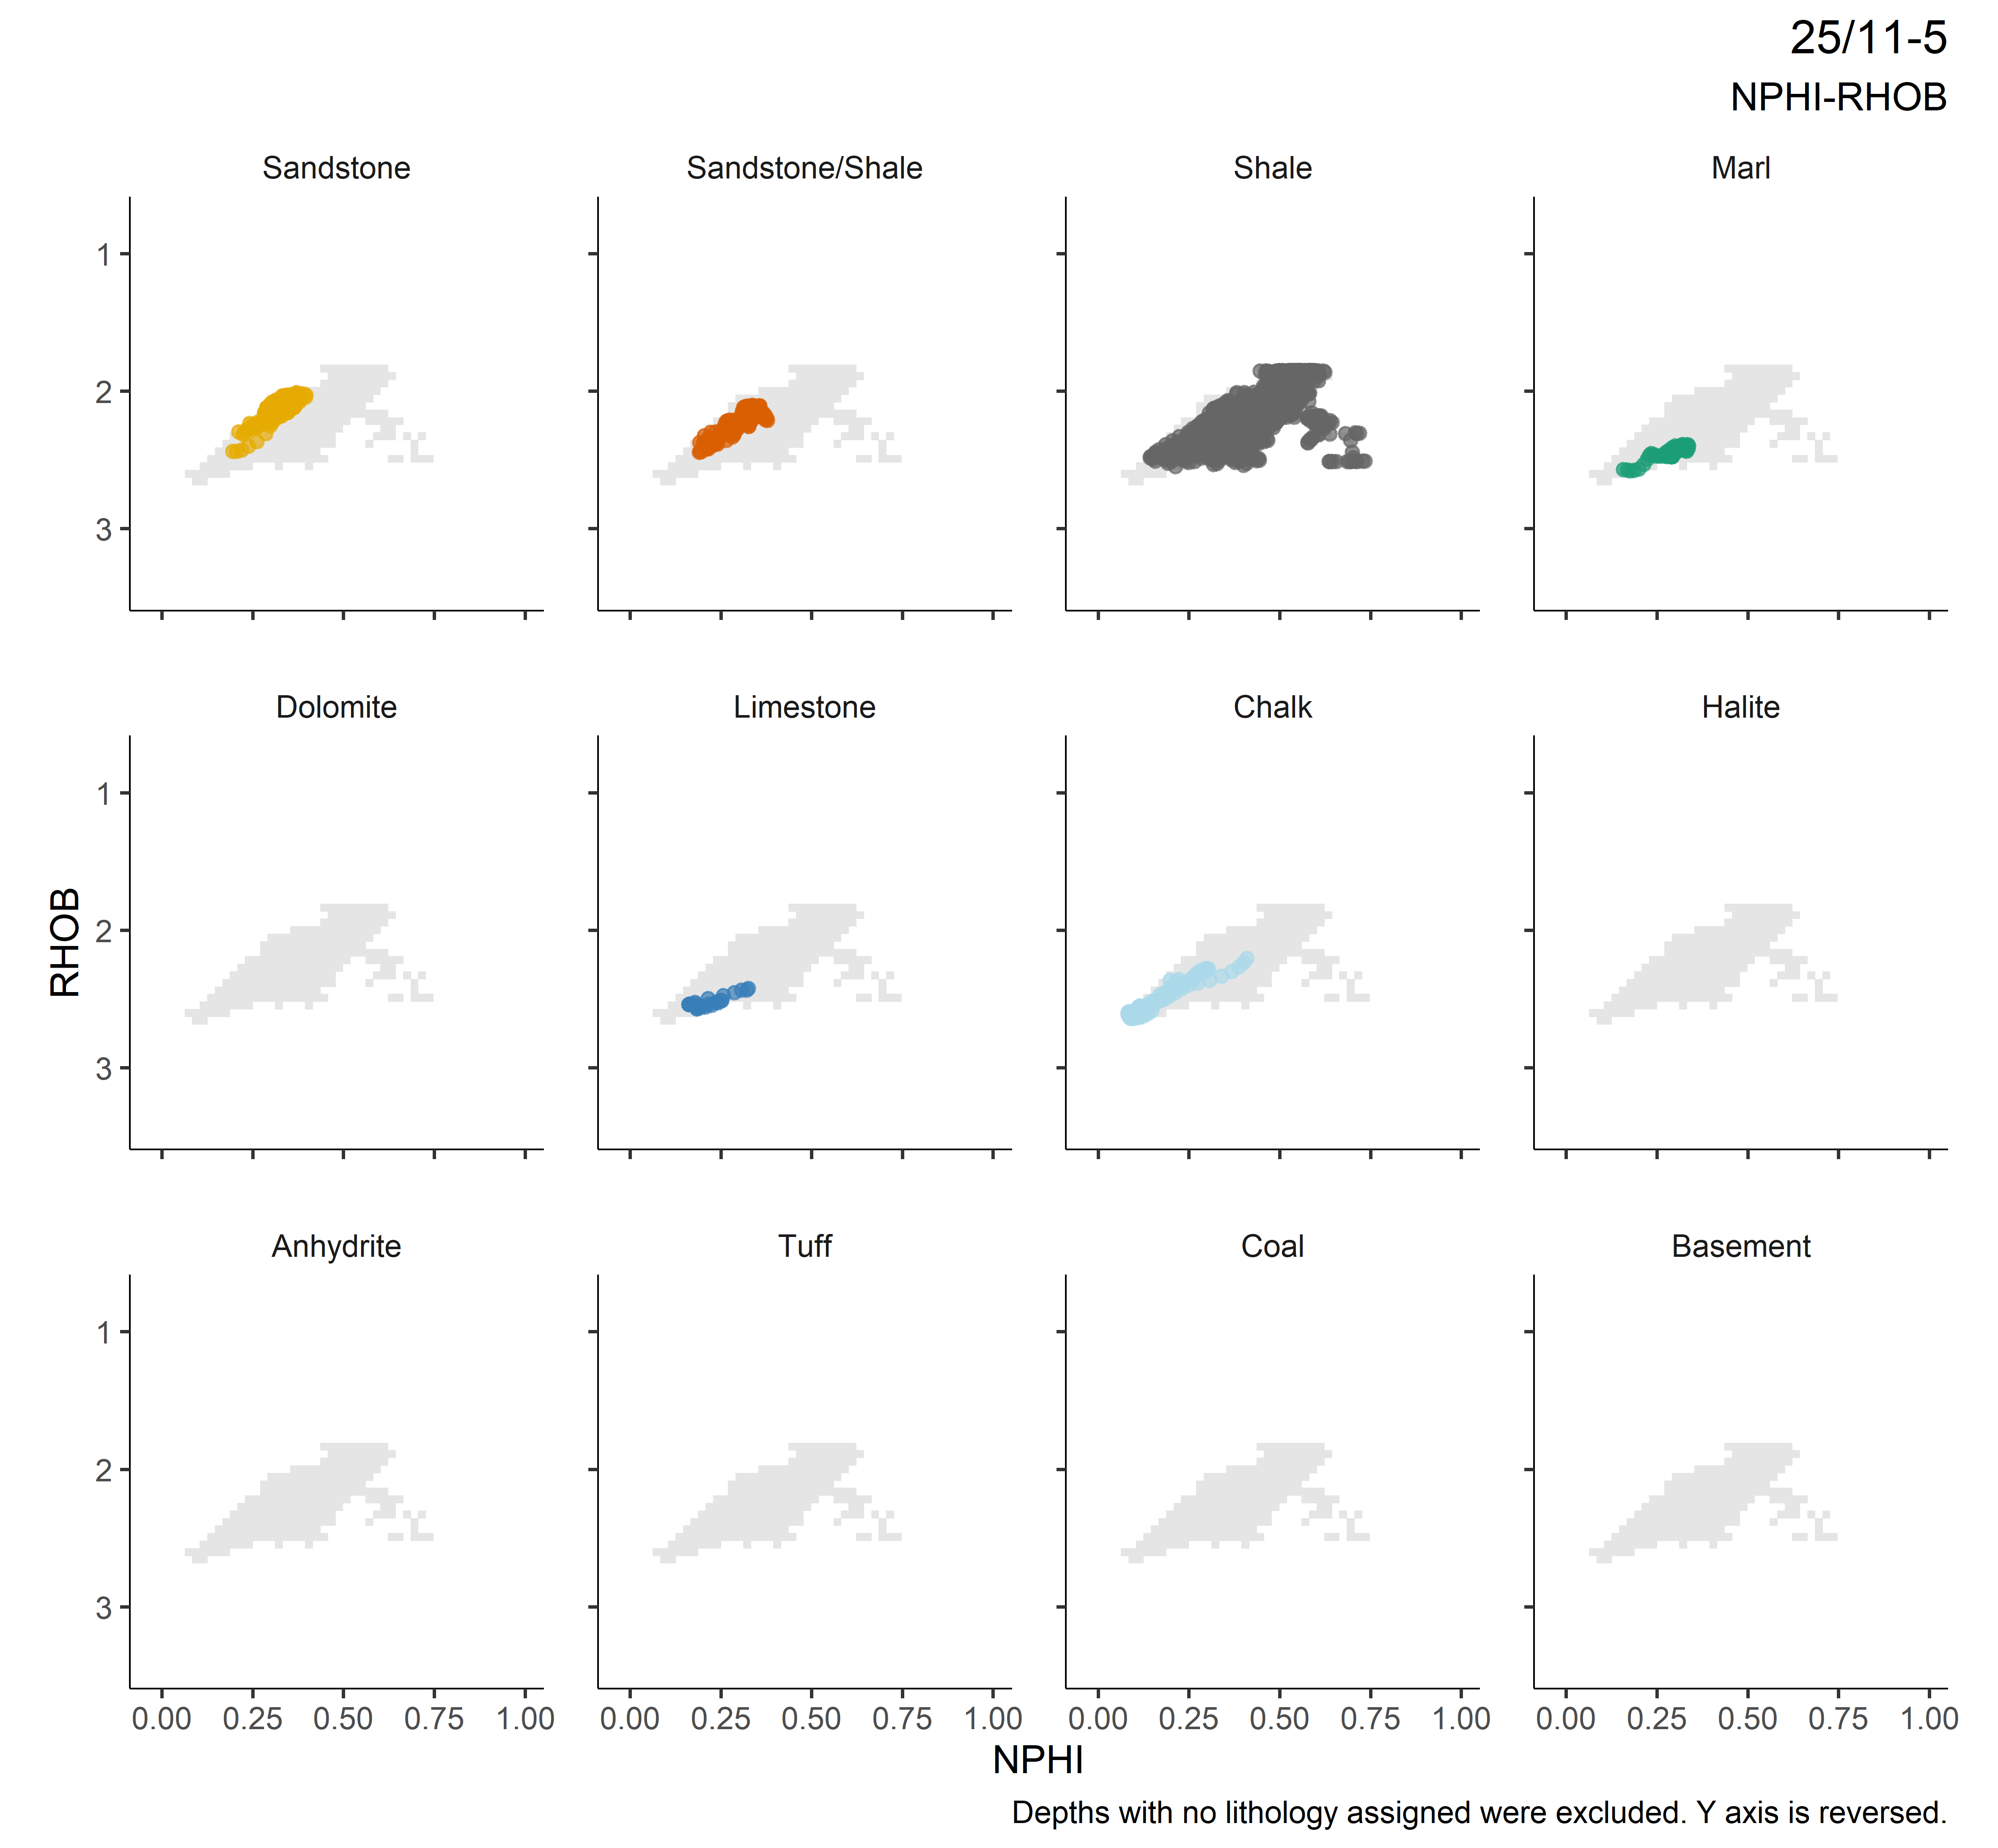 25/11-5
NPHI-RHOB
Sandstone Sandstone/Shale Shale Marl
1
2
3
Dolomite Limestone Chalk Halite
RHOB
1
2
3
Anhydrite Tuff Coal Basement
1
2
3
0.00 0.25 0.50 0.75 1.00 0.00 0.25 0.50 0.75 1.00 0.00 0.25 0.50 0.75 1.00 0.00 0.25 0.50 0.75 1.00
NPHI
Depths with no lithology assigned were excluded. Y axis is reversed.